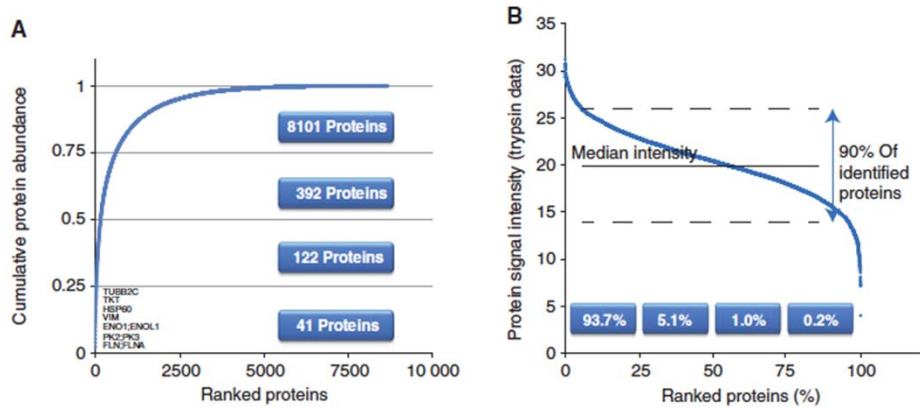 A
Cumulative protein abundance
1
0.75
0.5
0.25
0
8101 Proteins
392 Proteins
122 Proteins
41 Proteins
TUBB2C
TKT
HSP60
VIM
ENO1;ENOL1
PK2;PK3
FLN;FLNA
0
2500
5000
7500
10 000
Ranked proteins
B
Protein signal intensity (trypsin data)
35
30
25
20
15
10
5
0
Median intensity
90% Of
identified
proteins
93.7%
5.1%
1.0%
0.2%
0
25
50
75
100
Ranked proteins (%)